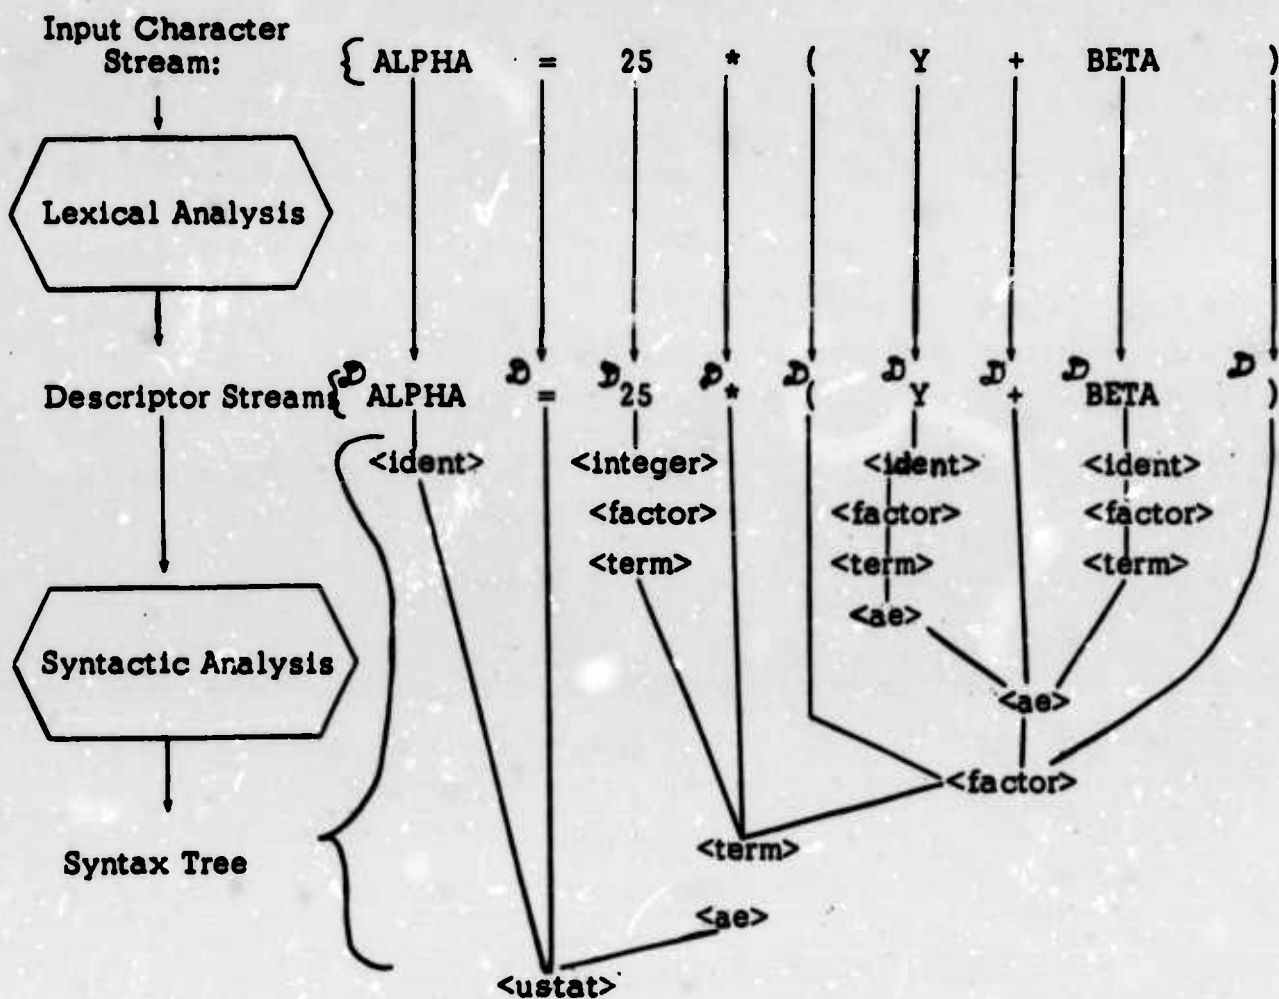 Input Character
Stream:
{ ALPHA = 25 * ( Y + BETA )
Lexical Analysis
Descriptor Stream { 𝒟ALPHA 𝒟= 𝒟25 𝒟* 𝒟( 𝒟Y 𝒟+ 𝒟BETA 𝒟)
<ident> <integer> <ident> <ident>
<factor> <factor> <factor>
<term> <term> <term>
<ae>
Syntactic Analysis
<ae>
<factor>
<term>
Syntax Tree
<ae>
<ustat>